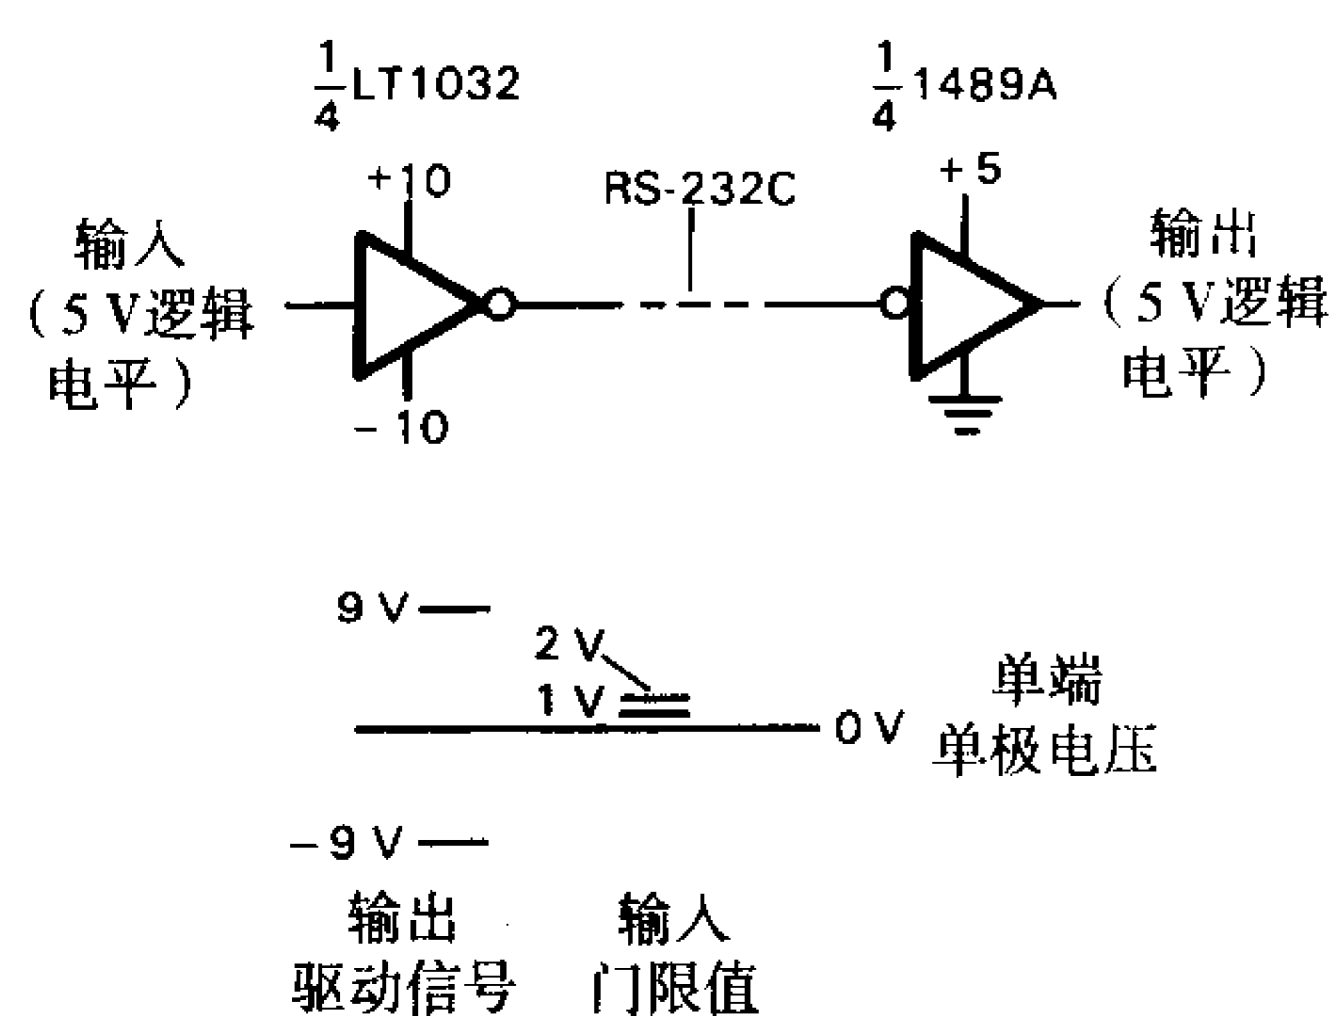 1/4 LT1032
1/4 1489A
+10
RS-232C
+5
输入
(5 V逻辑
电平)
输出
(5 V逻辑
电平)
-10
9 V
2 V
1 V
0 V
单端
单极电压
-9 V
输出
驱动信号
输入
门限值